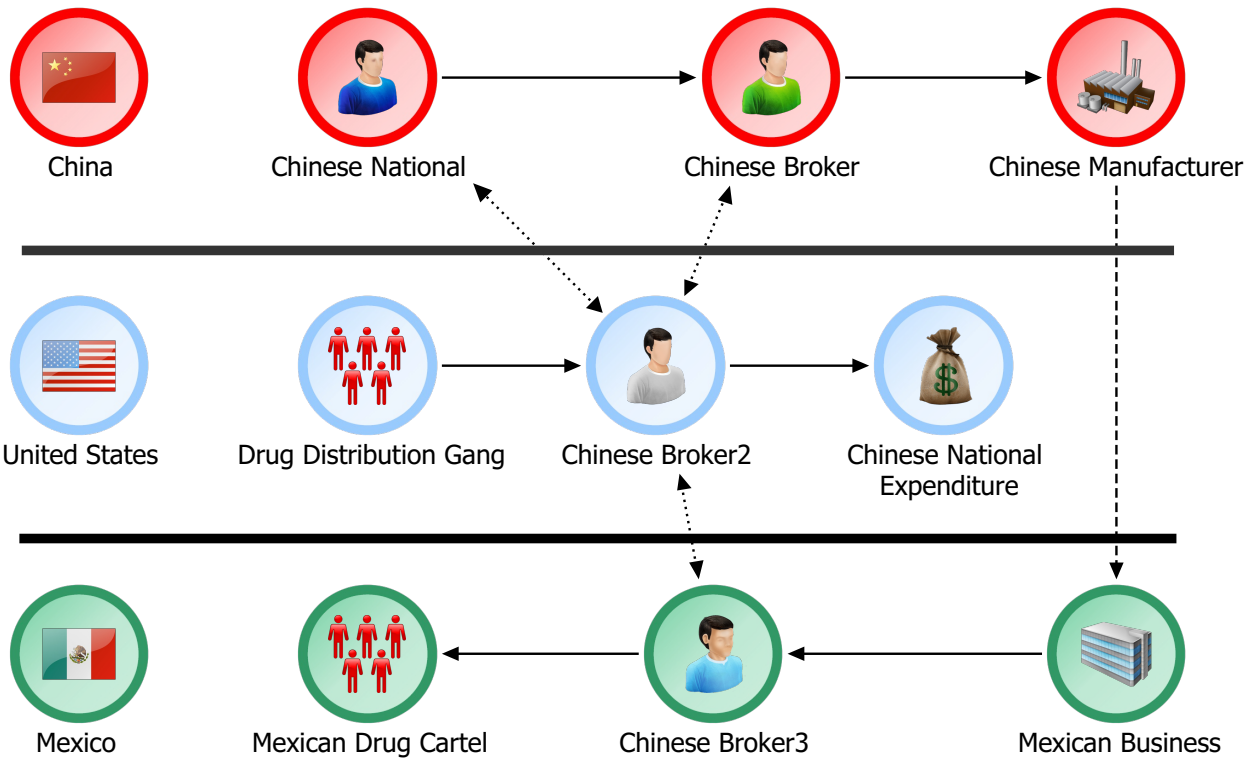 China
Chinese National
Chinese Broker
Chinese Manufacturer
United States
Drug Distribution Gang
Chinese Broker2
Chinese National
Expenditure
$
Mexico
Mexican Drug Cartel
Chinese Broker3
Mexican Business